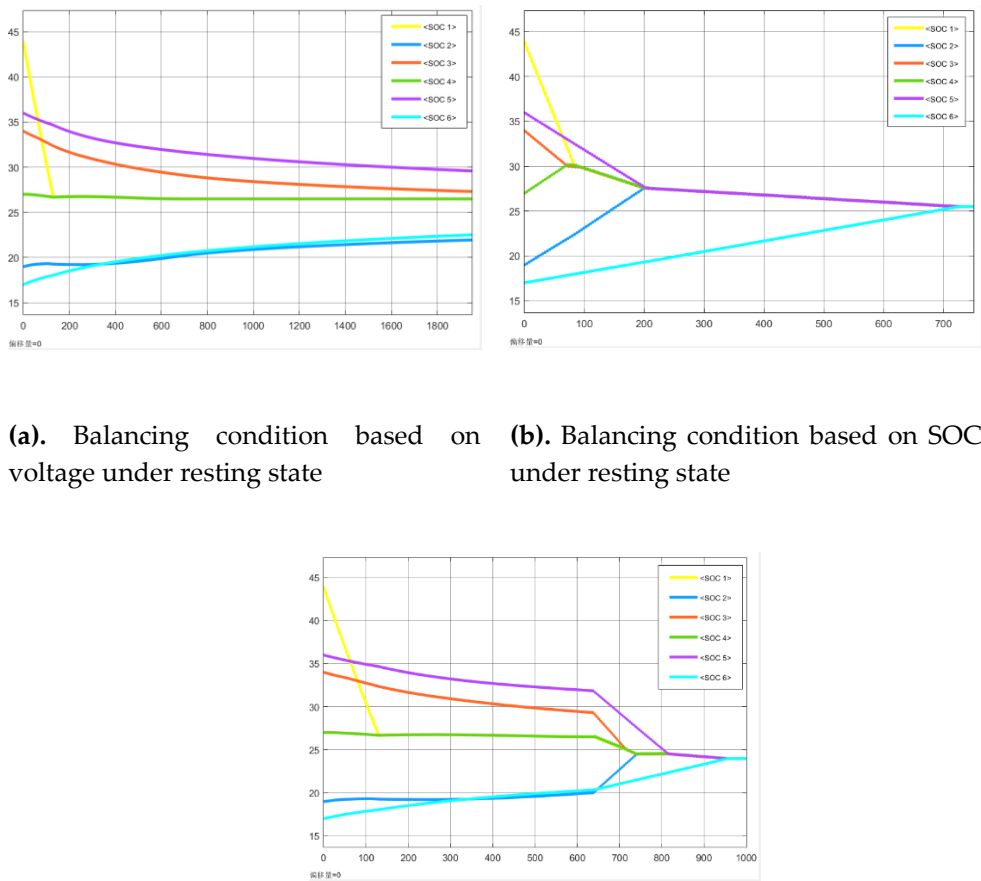 45
40
35
30
25
20
15
0 200 400 600 800 1000 1200 1400 1600 1800
偏移量=0
<SOC 1>
<SOC 2>
<SOC 3>
<SOC 4>
<SOC 5>
<SOC 6>
45
40
35
30
25
20
15
0 100 200 300 400 500 600 700
偏移量=0
<SOC 1>
<SOC 2>
<SOC 3>
<SOC 4>
<SOC 5>
<SOC 6>
(a). Balancing condition based on
voltage under resting state
(b). Balancing condition based on SOC
under resting state
45
40
35
30
25
20
15
0 100 200 300 400 500 600 700 800 900 1000
偏移量=0
<SOC 1>
<SOC 2>
<SOC 3>
<SOC 4>
<SOC 5>
<SOC 6>